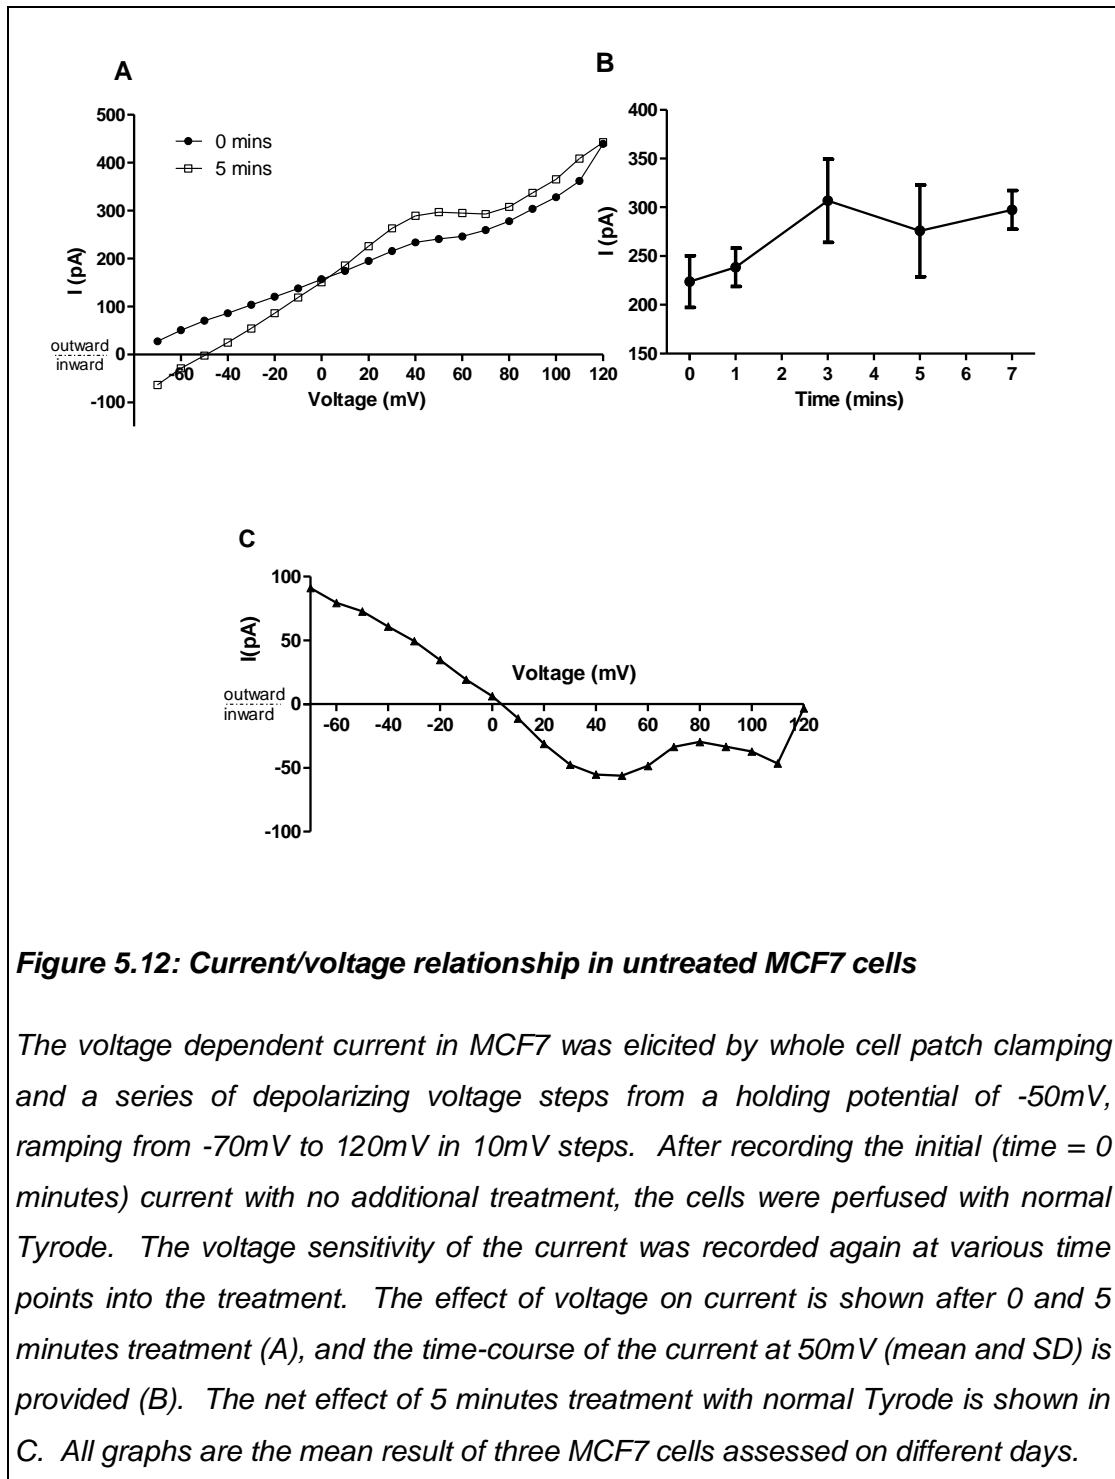 A
500
400
300
200
100
0
-100
I (pA)
outward
inward
0 mins
5 mins
-60 -40 -20 0 20 40 60 80 100 120
Voltage (mV)
B
400
350
300
250
200
150
I (pA)
0 1 2 3 4 5 6 7
Time (mins)
C
100
50
0
-50
-100
I(pA)
outward
inward
Voltage (mV)
-60 -40 -20 0 20 40 60 80 100 120
Figure 5.12: Current/voltage relationship in untreated MCF7 cells
The voltage dependent current in MCF7 was elicited by whole cell patch clamping
and a series of depolarizing voltage steps from a holding potential of -50mV,
ramping from -70mV to 120mV in 10mV steps. After recording the initial (time = 0
minutes) current with no additional treatment, the cells were perfused with normal
Tyrode. The voltage sensitivity of the current was recorded again at various time
points into the treatment. The effect of voltage on current is shown after 0 and 5
minutes treatment (A), and the time-course of the current at 50mV (mean and SD) is
provided (B). The net effect of 5 minutes treatment with normal Tyrode is shown in
C. All graphs are the mean result of three MCF7 cells assessed on different days.